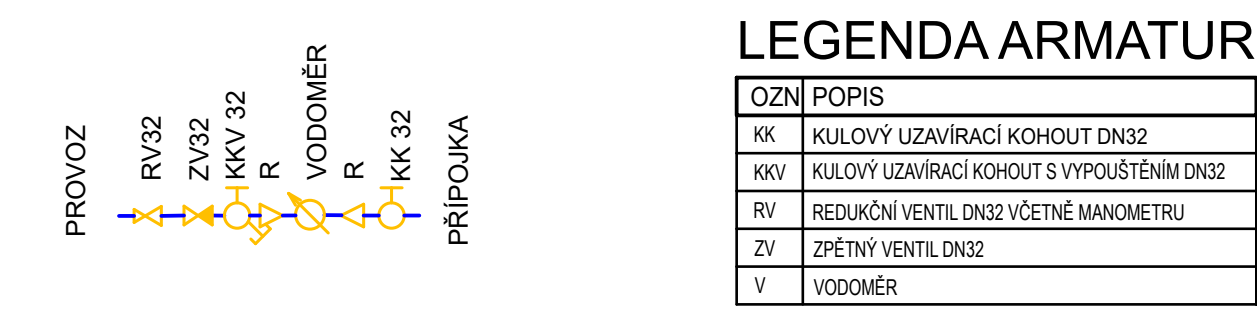 PROVOZ
RV32
ZV32
KKV 32
R
VODOMĚR
R
KK 32
PŘÍPOJKA
LEGENDA ARMATUR
OZN POPIS
KK KULOVÝ UZAVÍRACÍ KOHOUT DN32
KKV KULOVÝ UZAVÍRACÍ KOHOUT S VYPOUŠTĚNÍM DN32
RV REDUKČNÍ VENTIL DN32 VČETNĚ MANOMETRU
ZV ZPĚTNÝ VENTIL DN32
V VODOMĚR